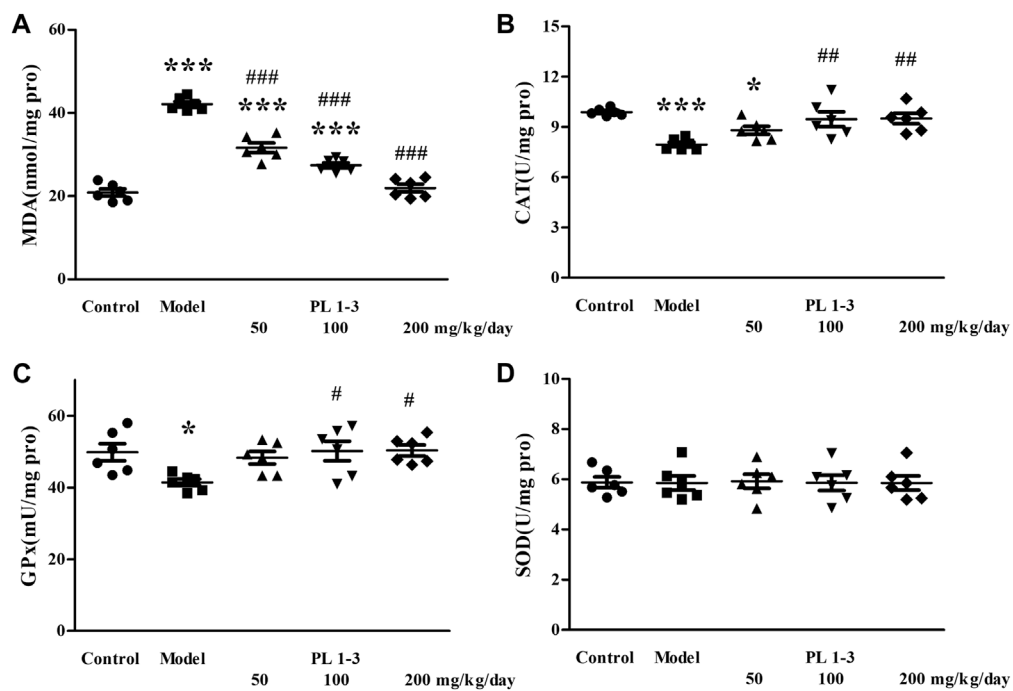 A
MDA(nmol/mg pro)
60
40
20
0
***
###
***
###
***
###
Control Model PL 1-3
50 100 200 mg/kg/day
B
CAT(U/mg pro)
15
12
9
6
3
0
***
*
##
##
Control Model PL 1-3
50 100 200 mg/kg/day
C
GPx(mU/mg pro)
60
40
20
0
*
#
#
Control Model PL 1-3
50 100 200 mg/kg/day
D
SOD(U/mg pro)
10
8
6
4
2
0
Control Model PL 1-3
50 100 200 mg/kg/day